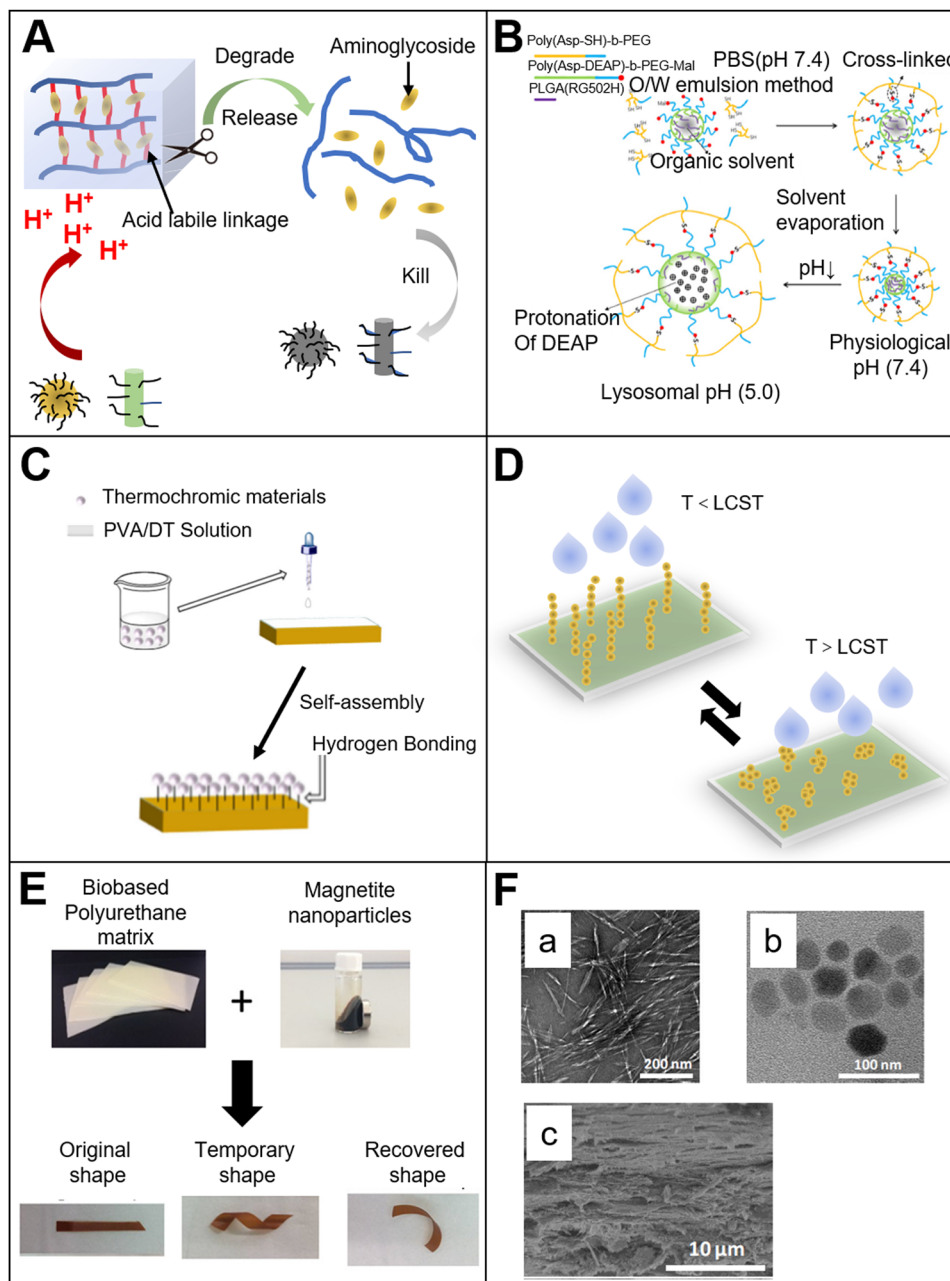 A
Degrade
Release
Aminoglycoside
Acid labile linkage
H+
H+
H+
H+
Kill
B
Poly(Asp-SH)-b-PEG
Poly(Asp-DEAP)-b-PEG-Mal
PLGA(RG502H)
PBS(pH 7.4)
O/W emulsion method
Cross-linked
Organic solvent
Solvent
evaporation
pH↓
Protonation
Of DEAP
Physiological
pH (7.4)
Lysosomal pH (5.0)
C
Thermochromic materials
PVA/DT Solution
Self-assembly
Hydrogen Bonding
D
T < LCST
T > LCST
E
Biobased
Polyurethane
matrix
+
Magnetite
nanoparticles
Original
shape
Temporary
shape
Recovered
shape
F
a
200 nm
b
100 nm
c
10 µm